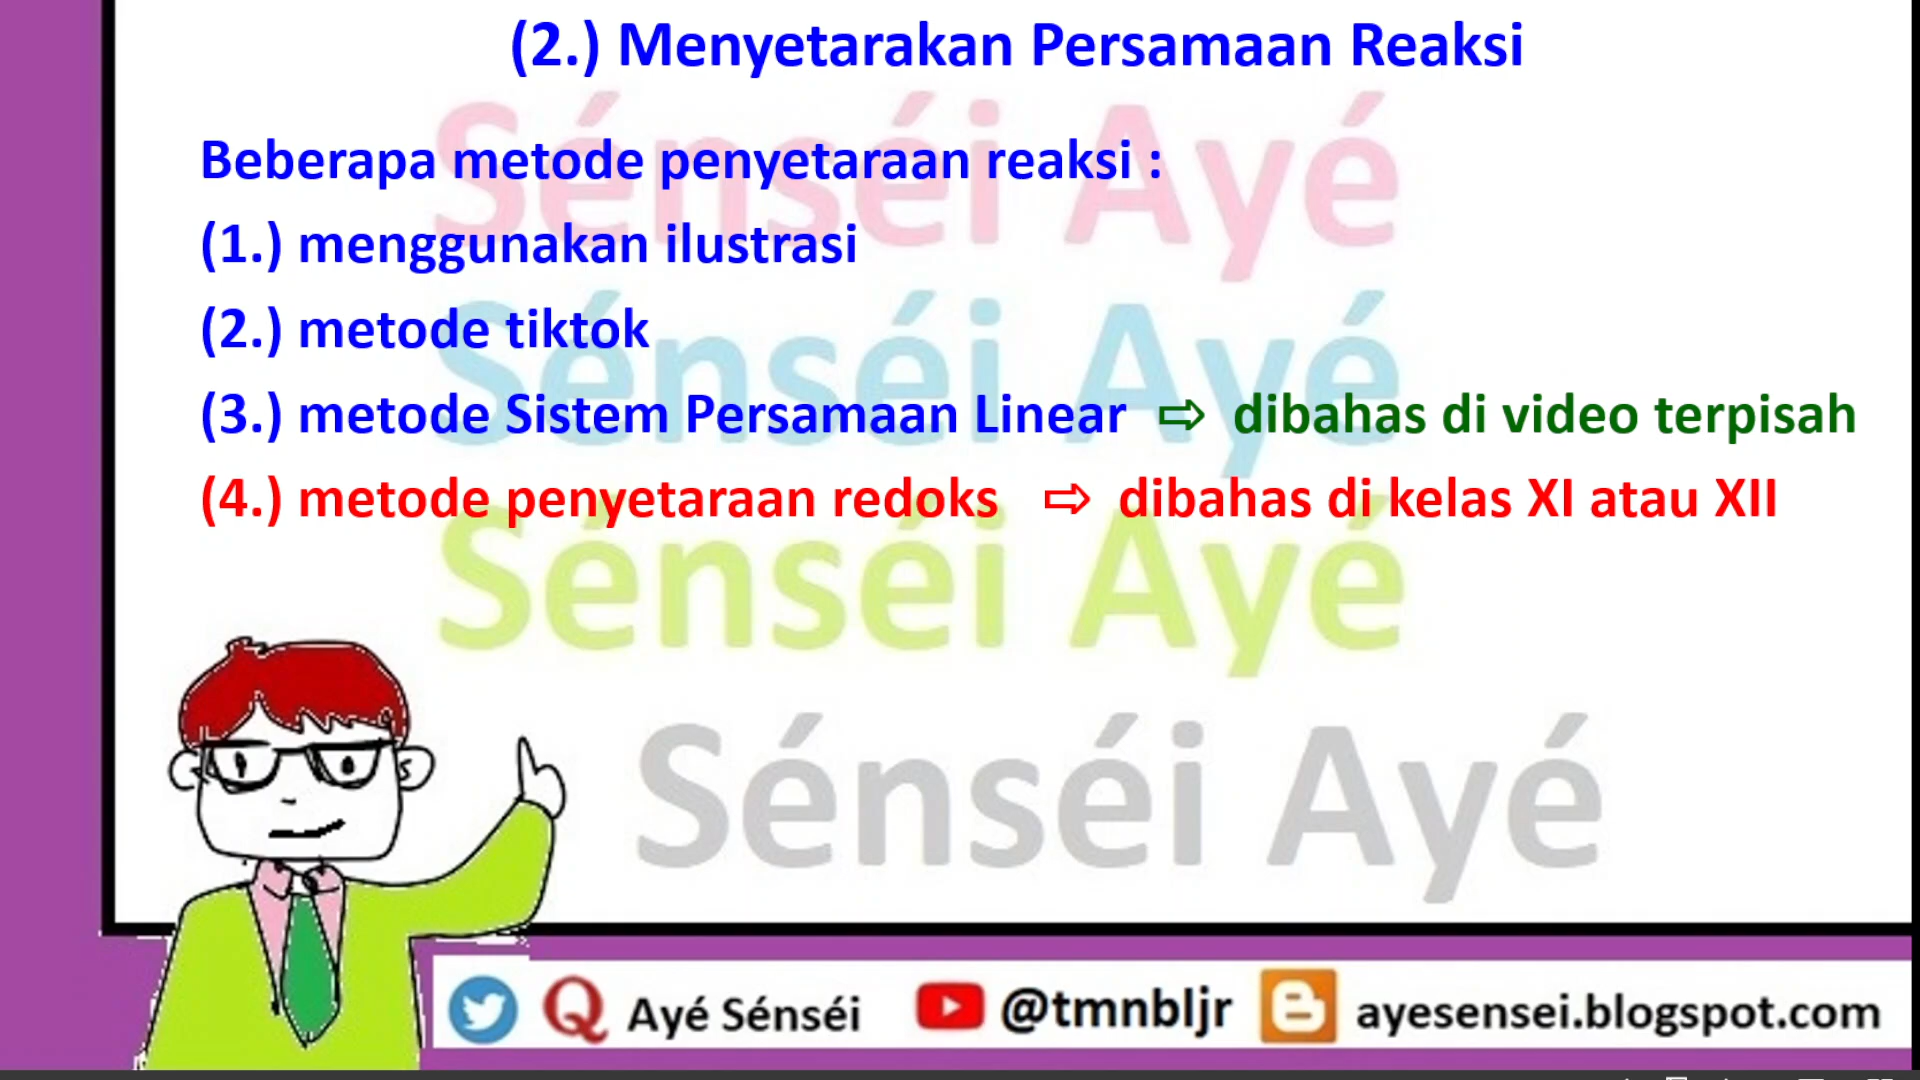 (2.) Menyetarakan Persamaan Reaksi
Beberapa metode penyetaraan reaksi :
(1.) menggunakan ilustrasi
(2.) metode tiktok
(3.) metode Sistem Persamaan Linear ⇨ dibahas di video terpisah
(4.) metode penyetaraan redoks ⇨ dibahas di kelas XI atau XII
Sénséi Ayé
Sénséi Ayé
Sénséi Ayé
Sénséi Ayé
Ayé Sénséi @tmnbljr ayesensei.blogspot.com